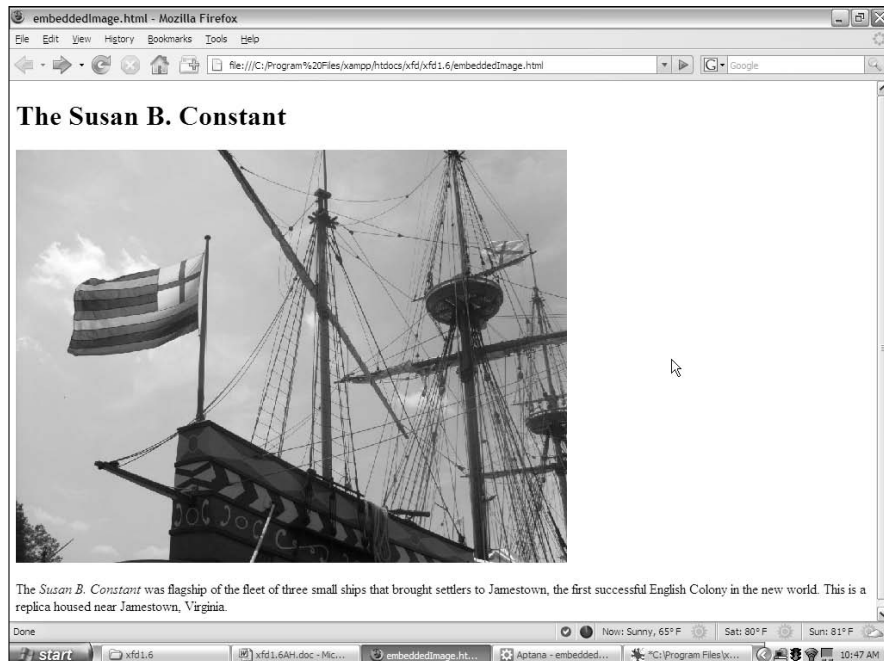 embeddedImage.html - Mozilla Firefox
File Edit View History Bookmarks Tools Help
file:///C:/Program%20Files/xampp/htdocs/xfd/xfd1.6/embeddedImage.html
G Google
The Susan B. Constant
The Susan B. Constant was flagship of the fleet of three small ships that brought settlers to Jamestown, the first successful English Colony in the new world. This is a
replica housed near Jamestown, Virginia.
Done Now: Sunny, 65° F Sat: 80° F Sun: 81° F
start xfd1.6 xfd1.6AH.doc - Mic... embeddedImage.ht... Aptana - embedded... *C:\Program Files\x... 10:47 AM